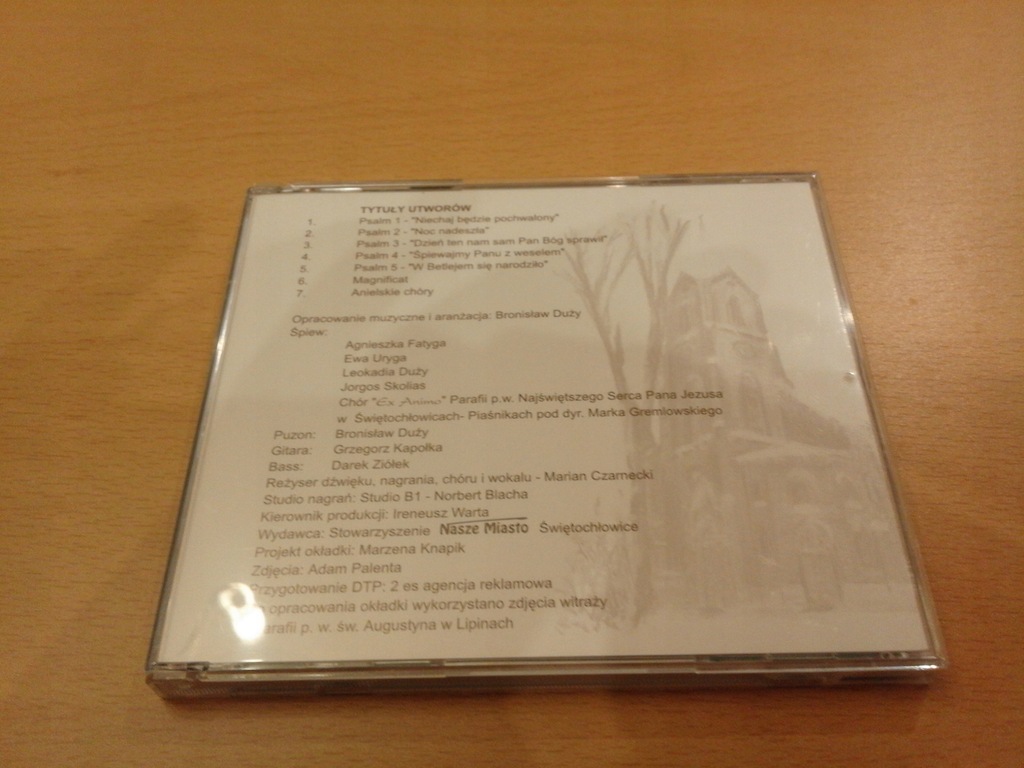 TYTUŁY UTWORÓW
1. Psalm 1 - "Niechaj będzie pochwalony"
2. Psalm 2 - "Noc nadeszła"
3. Psalm 3 - "Dzień ten nam sam Pan Bóg sprawił"
4. Psalm 4 - "Śpiewajmy Panu z weselem"
5. Psalm 5 - "W Betlejem się narodziło"
6. Magnificat
7. Anielskie chóry
Opracowanie muzyczne i aranżacja: Bronisław Duży
Śpiew:
Agnieszka Fatyga
Ewa Uryga
Leokadia Duży
Jorgos Skolias
Chór "Ex Animo" Parafii p.w. Najświętszego Serca Pana Jezusa
w Świętochłowicach- Piaśnikach pod dyr. Marka Gremlowskiego
Puzon: Bronisław Duży
Gitara: Grzegorz Kapołka
Bass: Darek Ziółek
Reżyser dźwięku, nagrania, chóru i wokalu - Marian Czarnecki
Studio nagrań: Studio B1 - Norbert Blacha
Kierownik produkcji: Ireneusz Warta
Wydawca: Stowarzyszenie Nasze Miasto Świętochłowice
Projekt okładki: Marzena Knapik
Zdjęcia: Adam Palenta
Przygotowanie DTP: 2 es agencja reklamowa
opracowania okładki wykorzystano zdjęcia witraży
p. w. św. Augustyna w Lipinach